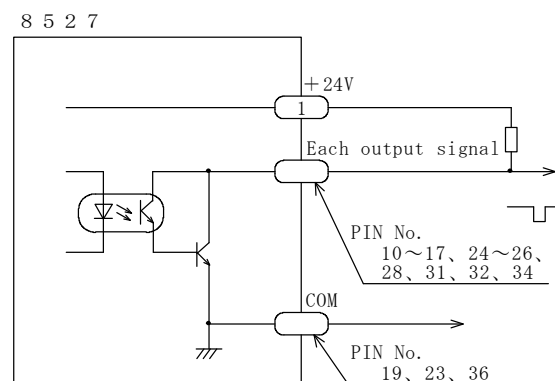 ８５２７
＋24V
1
Each output signal
PIN No.
10～17、24～26、
28、31、32、34
COM
PIN No.
19、23、36